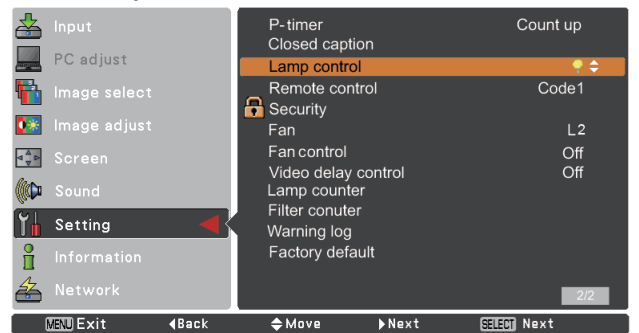 Input
PC adjust
Image select
Image adjust
Screen
Sound
Setting
Information
Network
P-timer Count up
Closed caption
Lamp control
Remote control Code1
Security
Fan L2
Fan control Off
Video delay control Off
Lamp counter
Filter conuter
Warning log
Factory default
2/2
MENU Exit Back Move Next SELECT Next